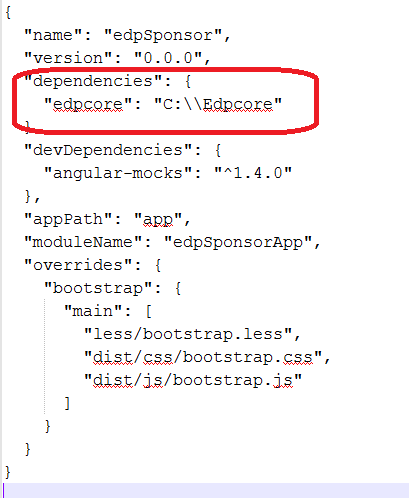 {
"name": "edpSponsor",
"version": "0.0.0",
"dependencies": {
"edpcore": "C:\\Edpcore"
},
"devDependencies": {
"angular-mocks": "^1.4.0"
},
"appPath": "app",
"moduleName": "edpSponsorApp",
"overrides": {
"bootstrap": {
"main": [
"less/bootstrap.less",
"dist/css/bootstrap.css",
"dist/js/bootstrap.js"
]
}
}
}